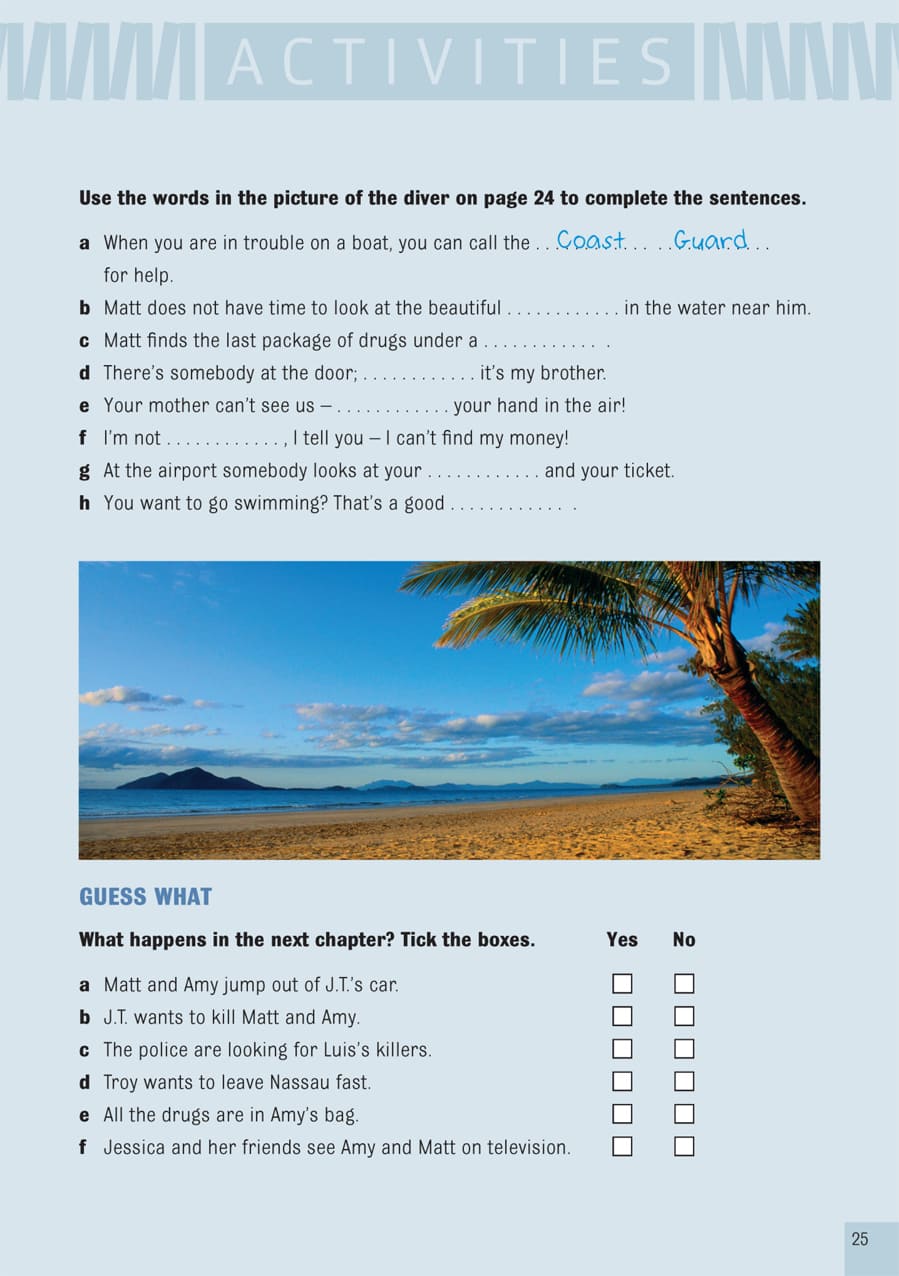 ACTIVITIES
Use the words in the picture of the diver on page 24 to complete the sentences.
a When you are in trouble on a boat, you can call the . . .Coast. . . . .Guard. . .
for help.
b Matt does not have time to look at the beautiful . . . . . . . . . . . . in the water near him.
c Matt finds the last package of drugs under a . . . . . . . . . . . . .
d There’s somebody at the door; . . . . . . . . . . . . it’s my brother.
e Your mother can’t see us – . . . . . . . . . . . . your hand in the air!
f I’m not . . . . . . . . . . . . , I tell you – I can’t find my money!
g At the airport somebody looks at your . . . . . . . . . . . . and your ticket.
h You want to go swimming? That’s a good . . . . . . . . . . . . .
GUESS WHAT
What happens in the next chapter? Tick the boxes. Yes No
a Matt and Amy jump out of J.T.’s car.
b J.T. wants to kill Matt and Amy.
c The police are looking for Luis’s killers.
d Troy wants to leave Nassau fast.
e All the drugs are in Amy’s bag.
f Jessica and her friends see Amy and Matt on television.
25